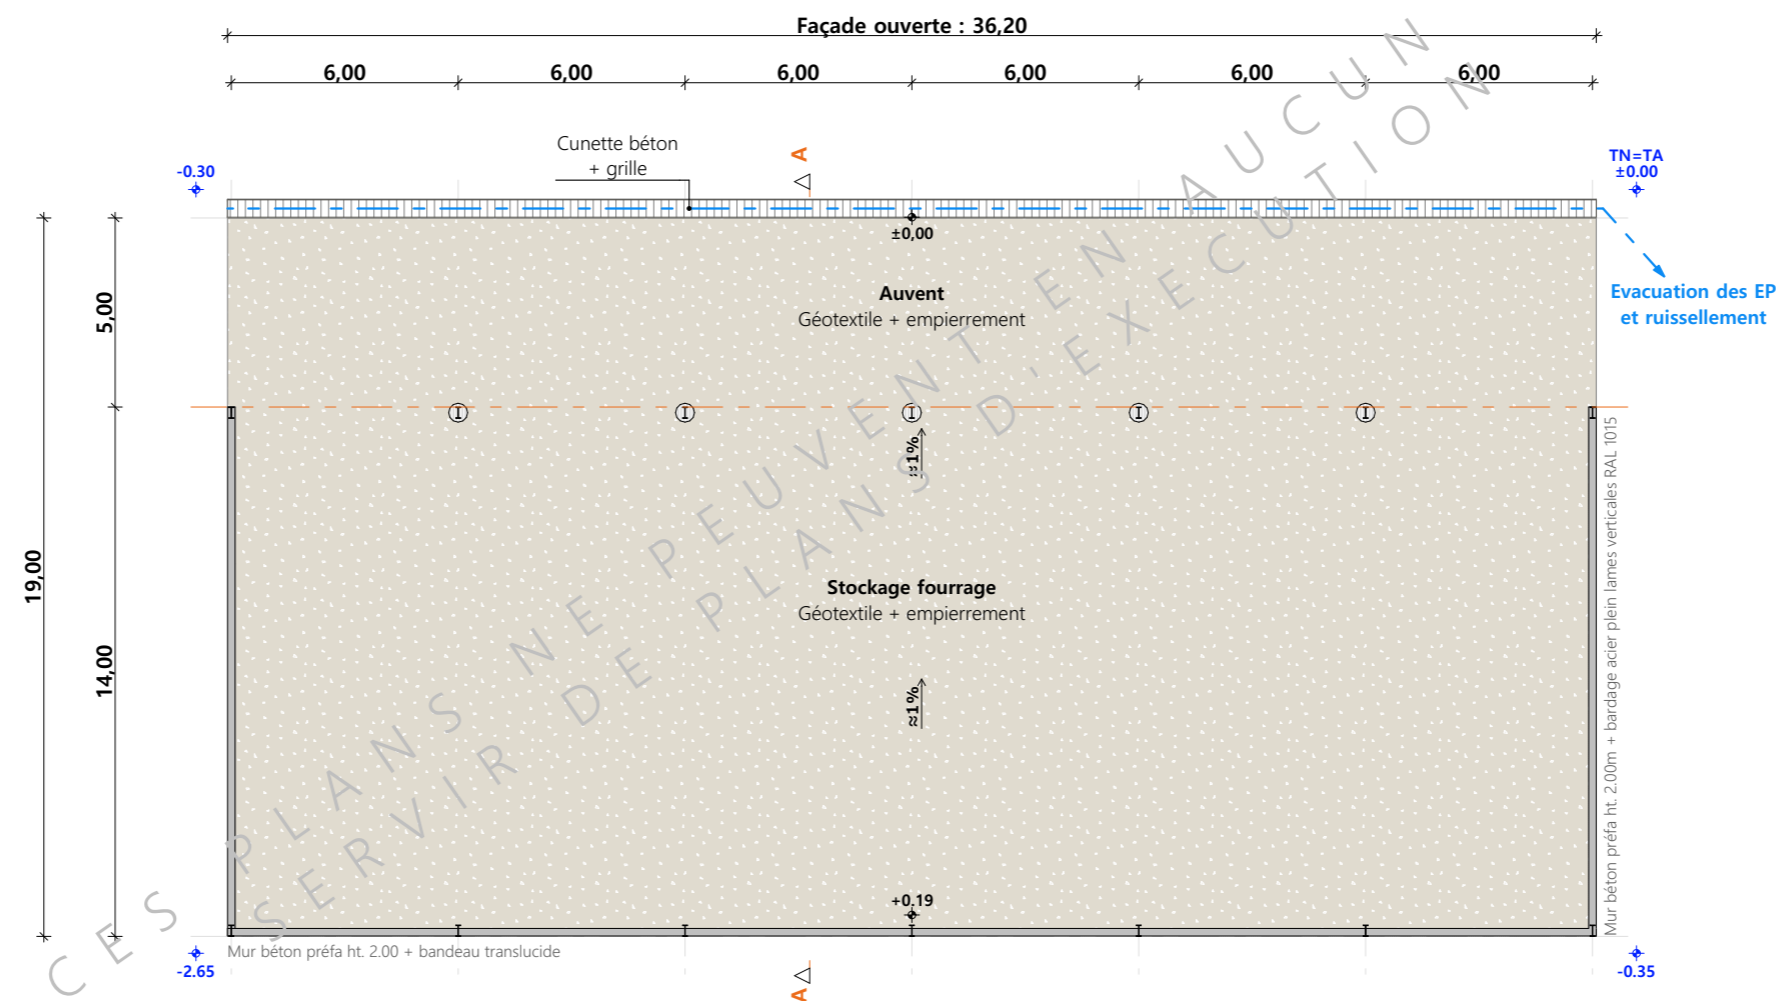 Façade ouverte : 36,20
6,00
6,00
6,00
6,00
6,00
6,00
Cunette béton
+ grille
A
-0.30
TN=TA
±0.00
±0,00
Evacuation des EP
et ruissellement
Auvent
Géotextile + empierrement
5,00
≈1%
19,00
14,00
Stockage fourrage
Géotextile + empierrement
≈1%
Mur béton préfa ht. 2.00m + bardage acier plein lames verticales RAL 1015
+0.19
Mur béton préfa ht. 2.00 + bandeau translucide
-2.65
-0.35
A
CES PLANS NE PEUVENT EN AUCUN
SERVIR DE PLANS D'EXECUTION